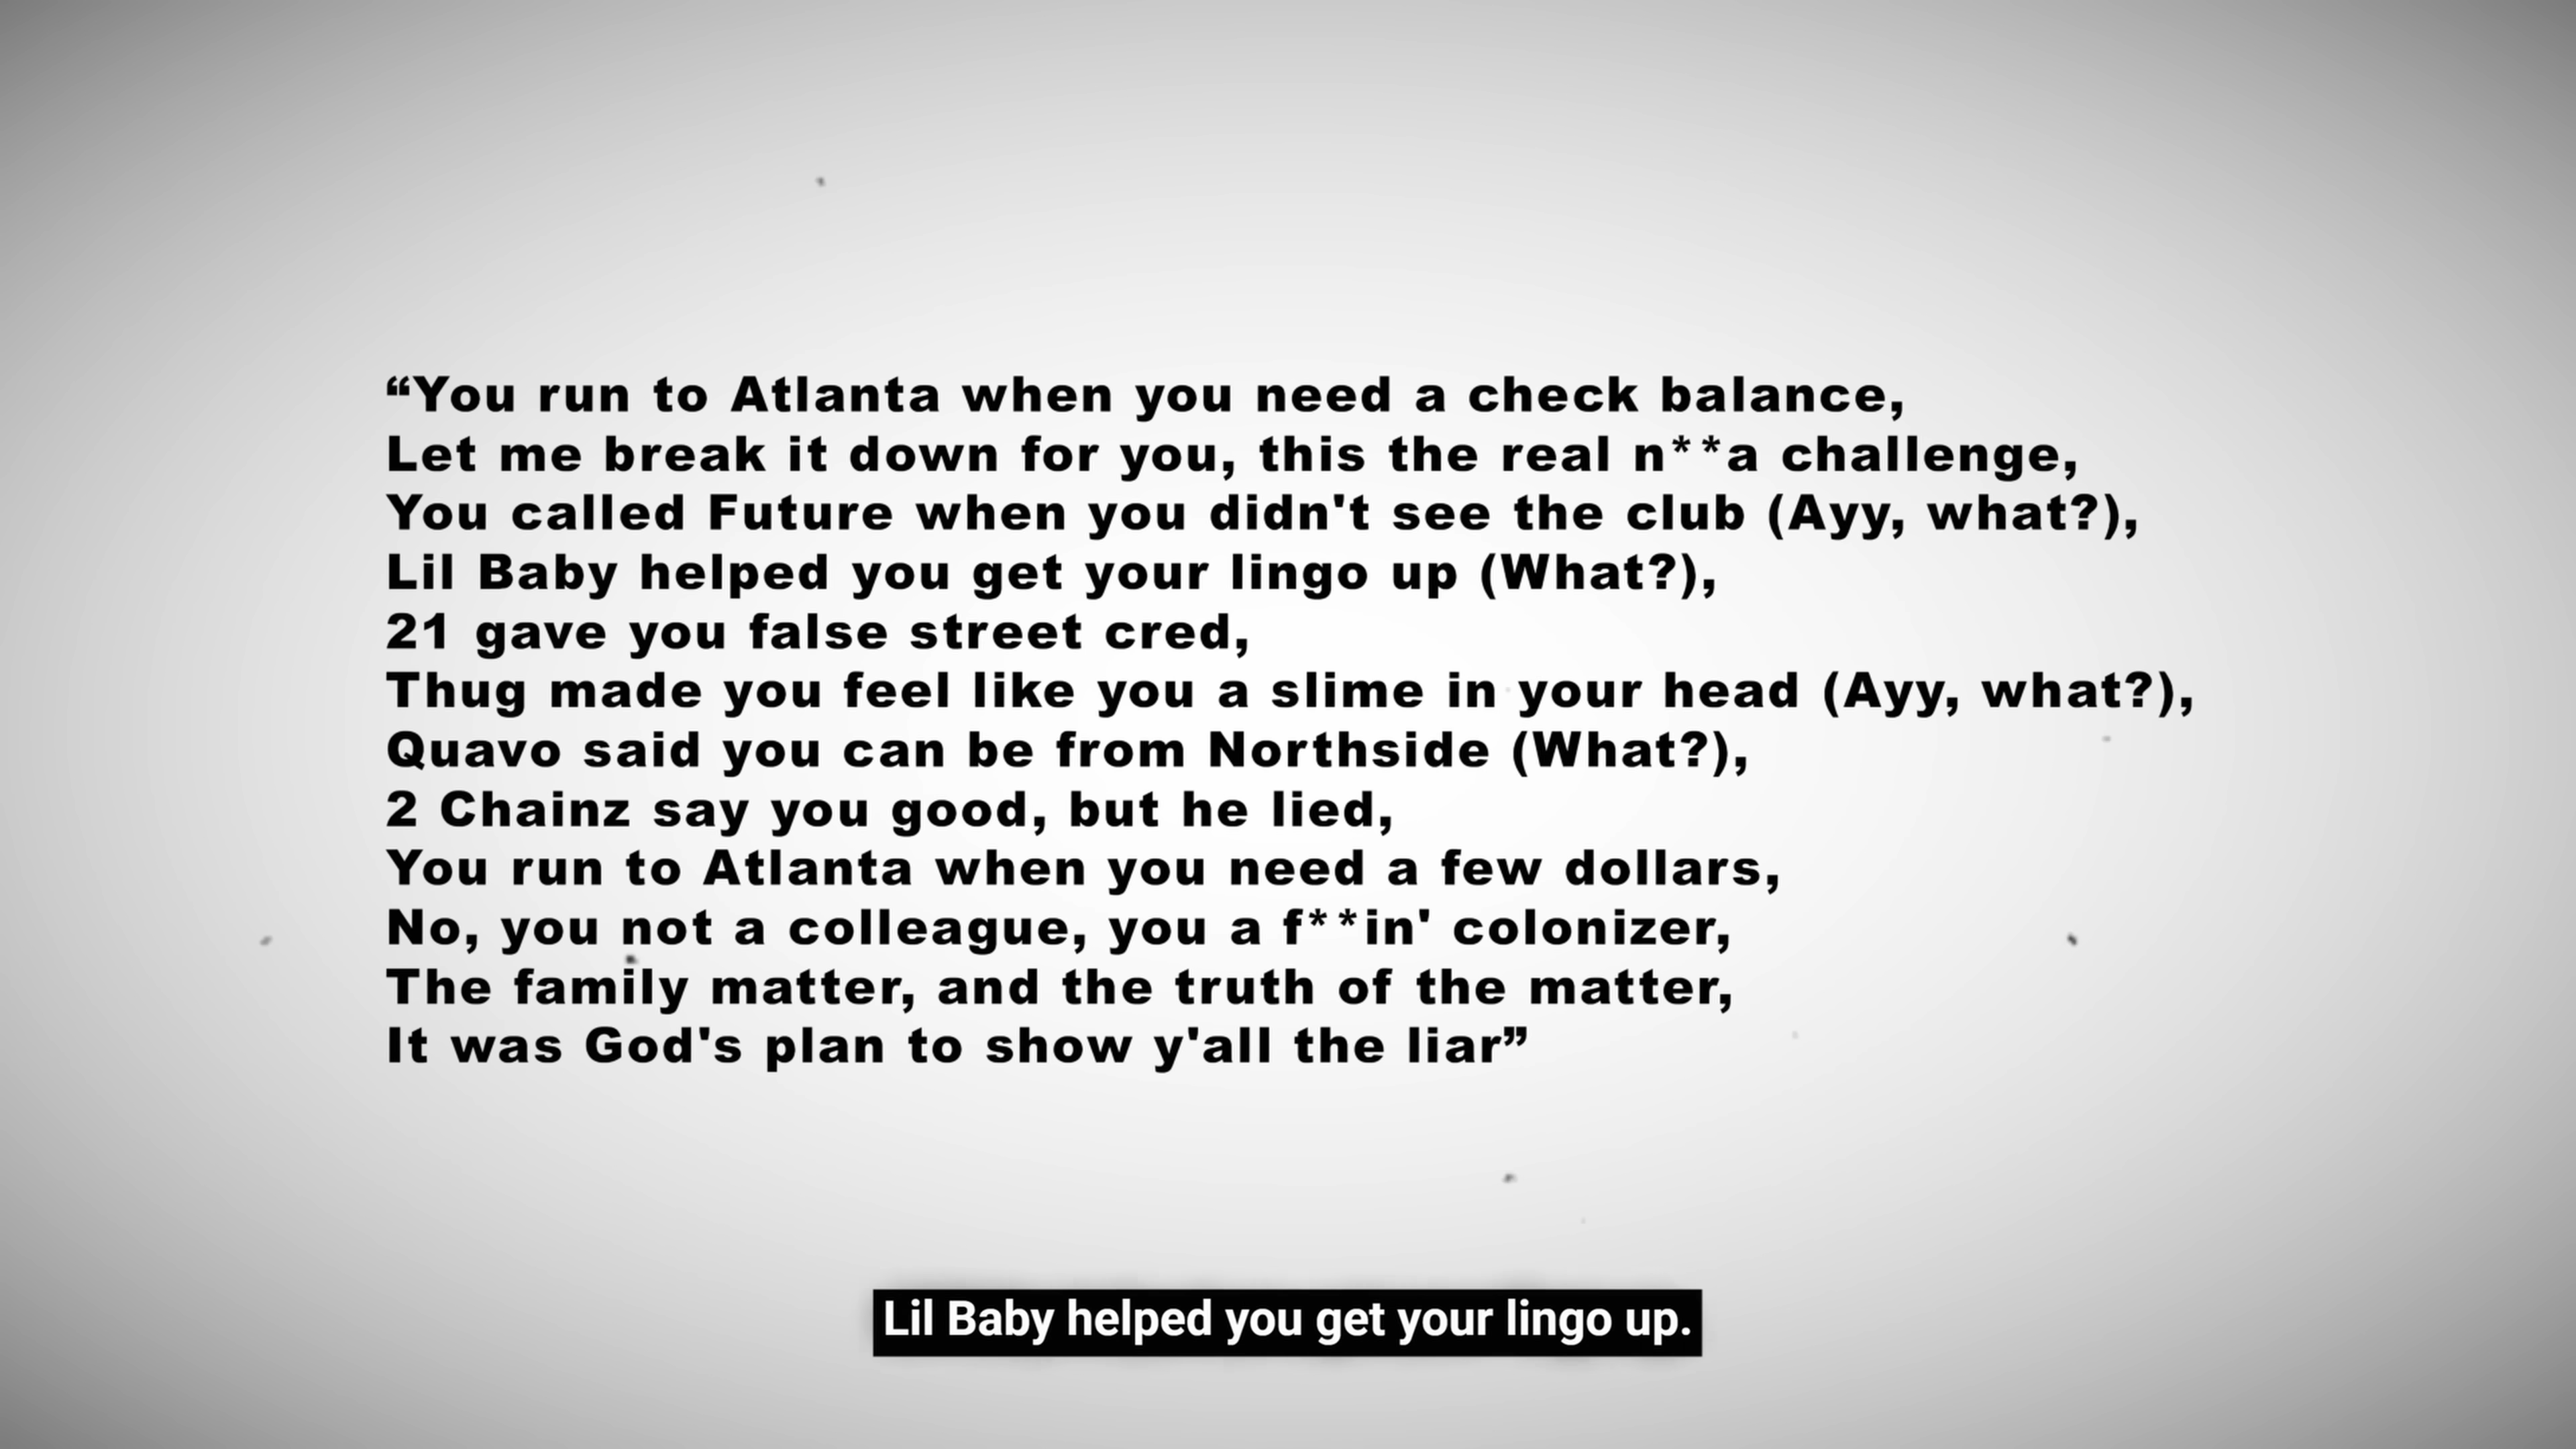 “You run to Atlanta when you need a check balance,
Let me break it down for you, this the real n**a challenge,
You called Future when you didn't see the club (Ayy, what?),
Lil Baby helped you get your lingo up (What?),
21 gave you false street cred,
Thug made you feel like you a slime in your head (Ayy, what?),
Quavo said you can be from Northside (What?),
2 Chainz say you good, but he lied,
You run to Atlanta when you need a few dollars,
No, you not a colleague, you a f**in' colonizer,
The family matter, and the truth of the matter,
It was God's plan to show y'all the liar”
Lil Baby helped you get your lingo up.